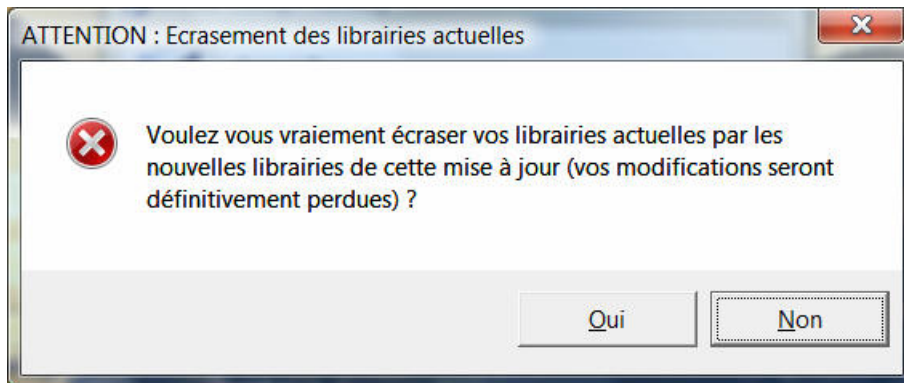 ATTENTION : Ecrasement des librairies actuelles
Voulez vous vraiment écraser vos librairies actuelles par les
nouvelles librairies de cette mise à jour (vos modifications seront
définitivement perdues) ?
Oui
Non